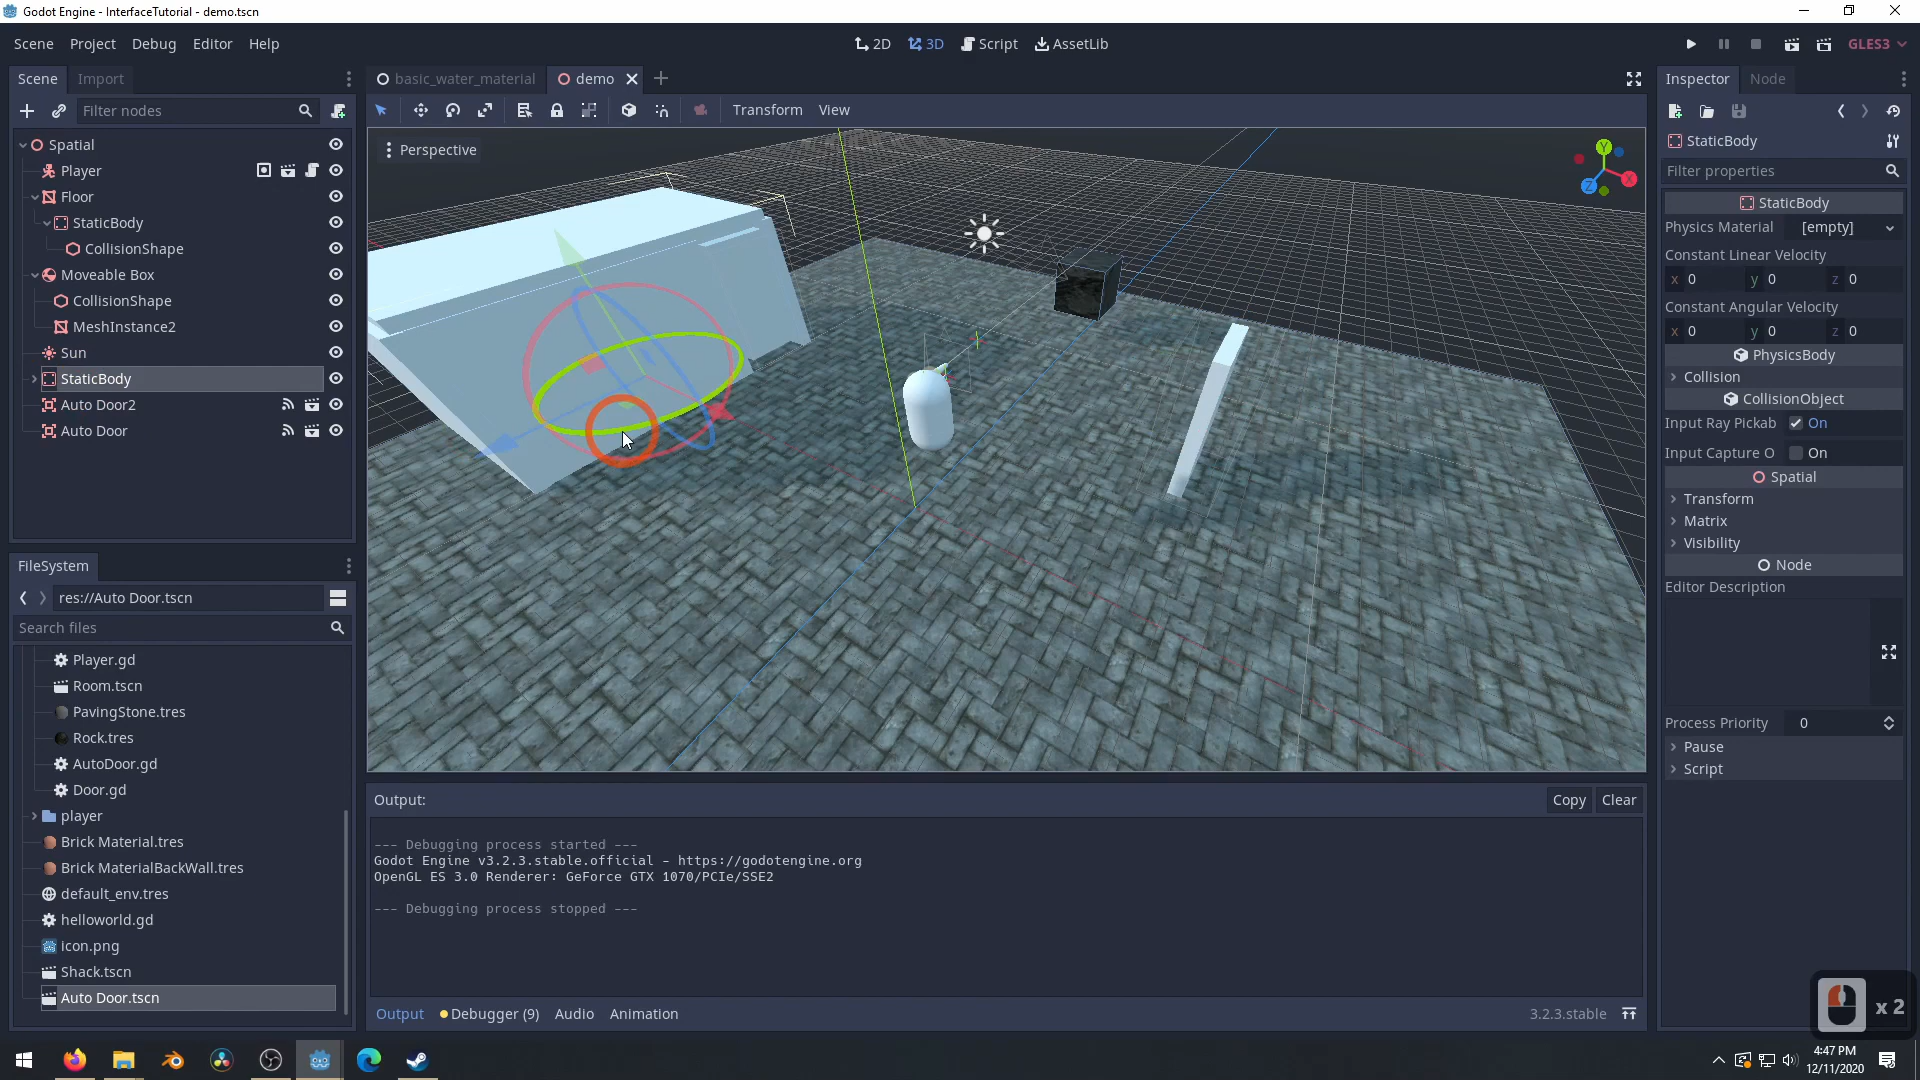 Godot Engine - InterfaceTutorial - demo.tscn
Scene Project Debug Editor Help
2D 3D Script AssetLib
GLES3
Scene Import
Filter nodes
Spatial
Player
Floor
StaticBody
CollisionShape
Moveable Box
CollisionShape
MeshInstance2
Sun
StaticBody
Auto Door2
Auto Door
FileSystem
res://Auto Door.tscn
Search files
Player.gd
Room.tscn
PavingStone.tres
Rock.tres
AutoDoor.gd
Door.gd
player
Brick Material.tres
Brick MaterialBackWall.tres
default_env.tres
helloworld.gd
icon.png
Shack.tscn
Auto Door.tscn
basic_water_material demo
Transform View
Perspective
Y
X
Z
Output:
Copy Clear
--- Debugging process started ---
Godot Engine v3.2.3.stable.official - https://godotengine.org
OpenGL ES 3.0 Renderer: GeForce GTX 1070/PCIe/SSE2
--- Debugging process stopped ---
Output Debugger (9) Audio Animation
3.2.3.stable
Inspector Node
StaticBody
Filter properties
StaticBody
Physics Material [empty]
Constant Linear Velocity
x 0 y 0 z 0
Constant Angular Velocity
x 0 y 0 z 0
PhysicsBody
Collision
CollisionObject
Input Ray Pickab On
Input Capture O On
Spatial
Transform
Matrix
Visibility
Node
Editor Description
Process Priority 0
Pause
Script
x 2
4:47 PM
12/11/2020